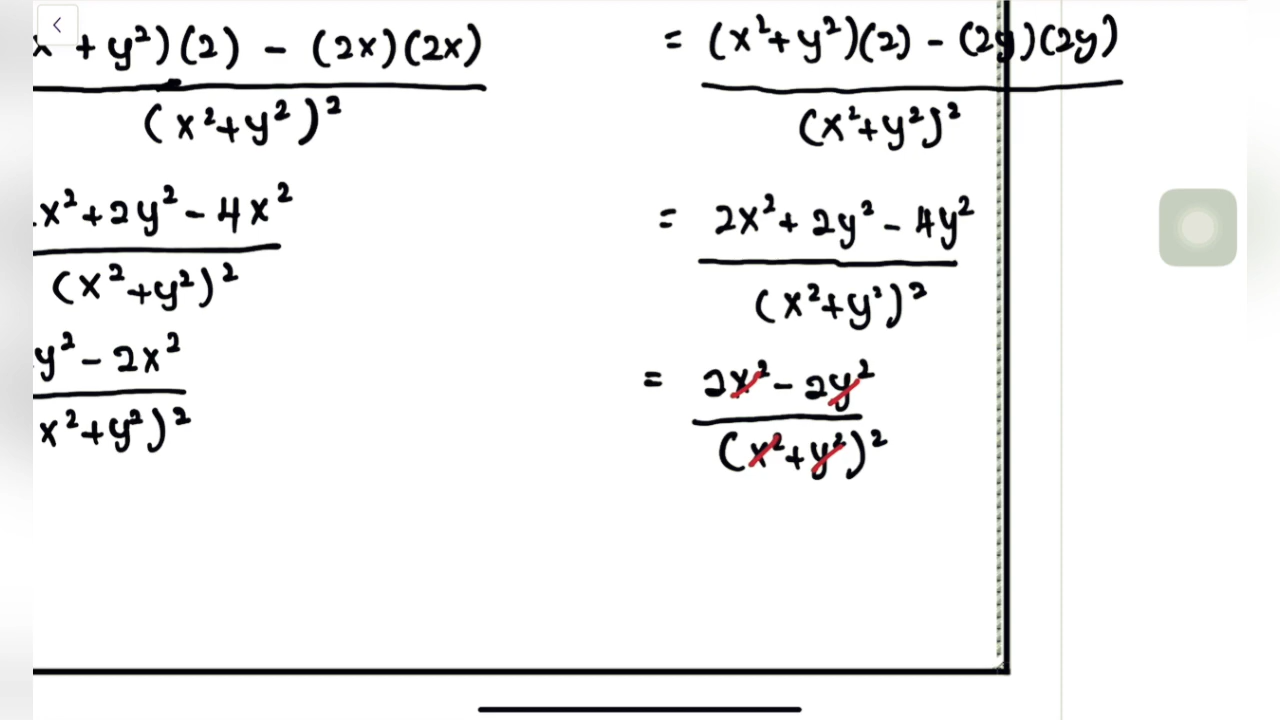 x² + y²)(2) - (2x)(2x)
(x²+y²)²
x²+2y²-4x²
(x²+y²)²
y²-2x²
x²+y²)²
= (x²+y²)(2) - (2y)(2y)
(x²+y²)²
= 2x²+2y²-4y²
(x²+y²)²
= 2x²-2y²
(x²+y²)²